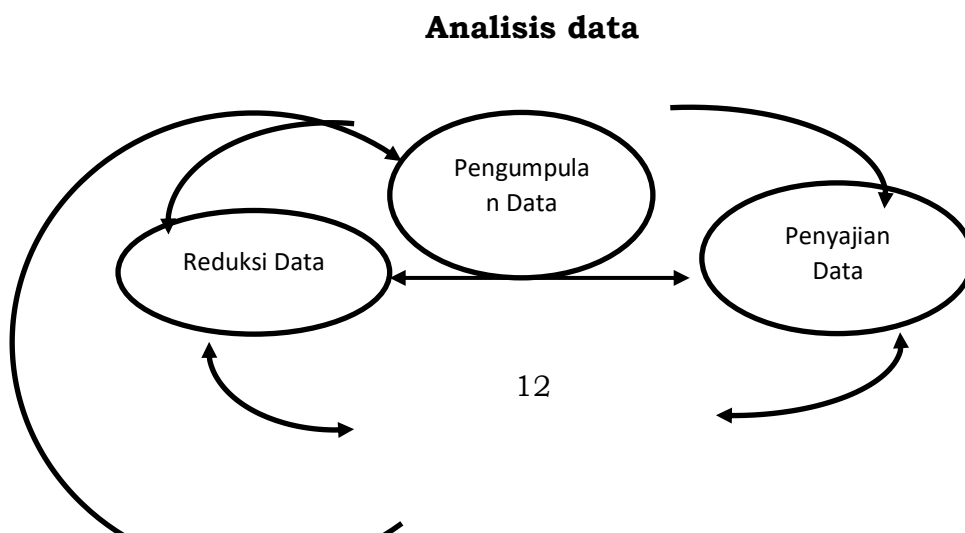 Analisis data
Pengumpula
n Data
Reduksi Data
Penyajian
Data
12